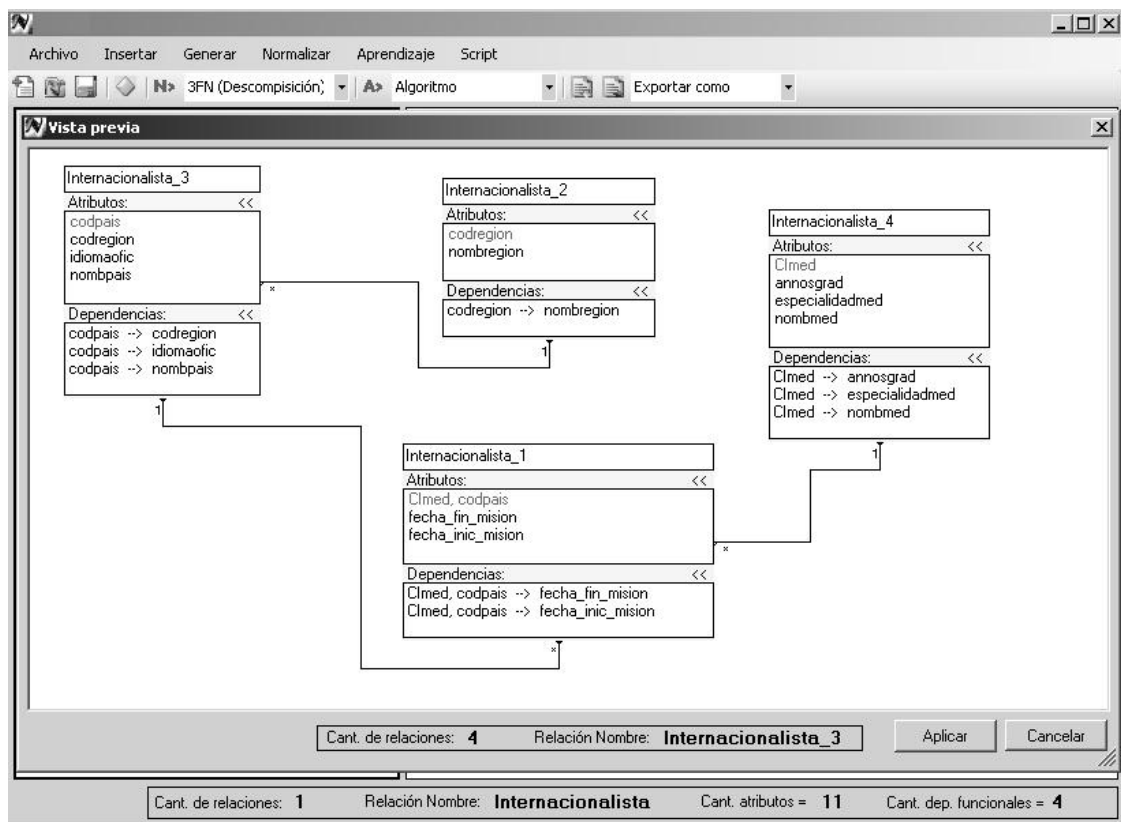 Archivo Insertar Generar Normalizar Aprendizaje Script
N> 3FN (Descompisición) A> Algoritmo Exportar como
Vista previa
Internacionalista_3
Atributos: <<
codpais
codregion
idiomaofic
nombpais
Dependencias: <<
codpais --> codregion
codpais --> idiomaofic
codpais --> nombpais
1
*
Internacionalista_2
Atributos: <<
codregion
nombregion
Dependencias: <<
codregion --> nombregion
1
Internacionalista_4
Atributos: <<
CImed
annosgrad
especialidadmed
nombmed
Dependencias: <<
CImed --> annosgrad
CImed --> especialidadmed
CImed --> nombmed
1
Internacionalista_1
Atributos: <<
CImed, codpais
fecha_fin_mision
fecha_inic_mision
*
Dependencias: <<
CImed, codpais --> fecha_fin_mision
CImed, codpais --> fecha_inic_mision
*
Cant. de relaciones: 4 Relación Nombre: Internacionalista_3 Aplicar Cancelar
Cant. de relaciones: 1 Relación Nombre: Internacionalista Cant. atributos = 11 Cant. dep. funcionales = 4